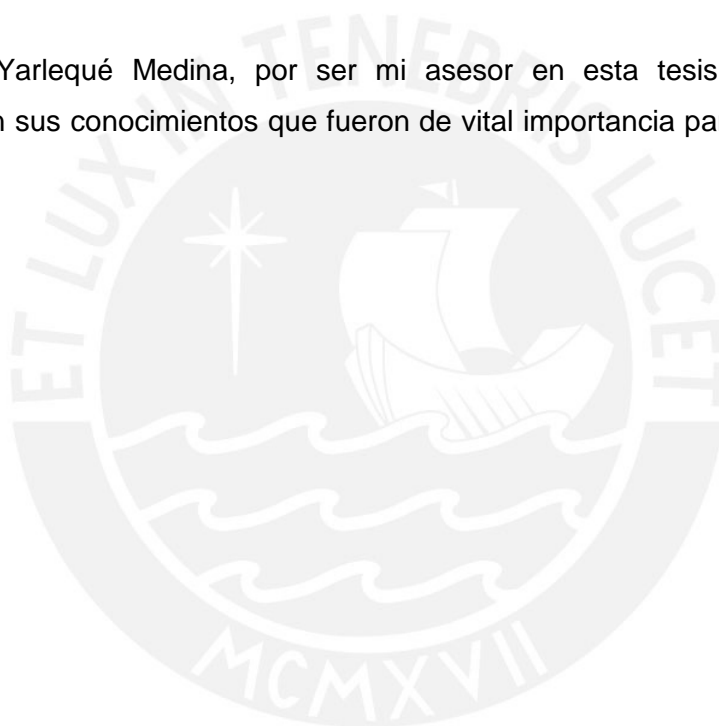 Yarlequé Medina, por ser mi asesor en esta tesis
sus conocimientos que fueron de vital importancia
ET LUX IN TENEBRIS LUCET
MCMXVII